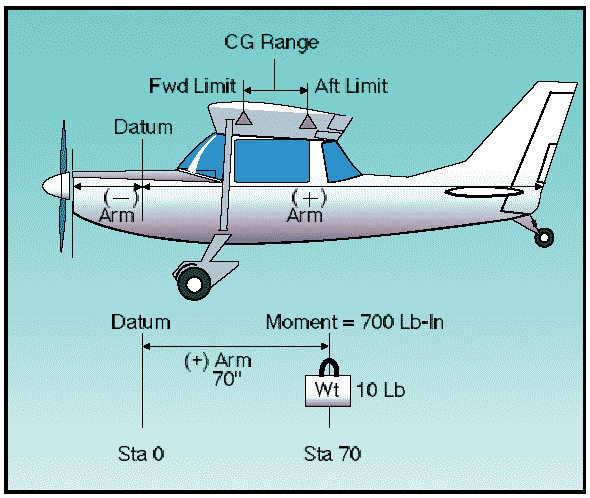 CG Range
Fwd Limit
Aft Limit
Datum
(−)
Arm
(+)
Arm
Datum
Moment = 700 Lb-In
(+) Arm
70"
Wt
10 Lb
Sta 0
Sta 70